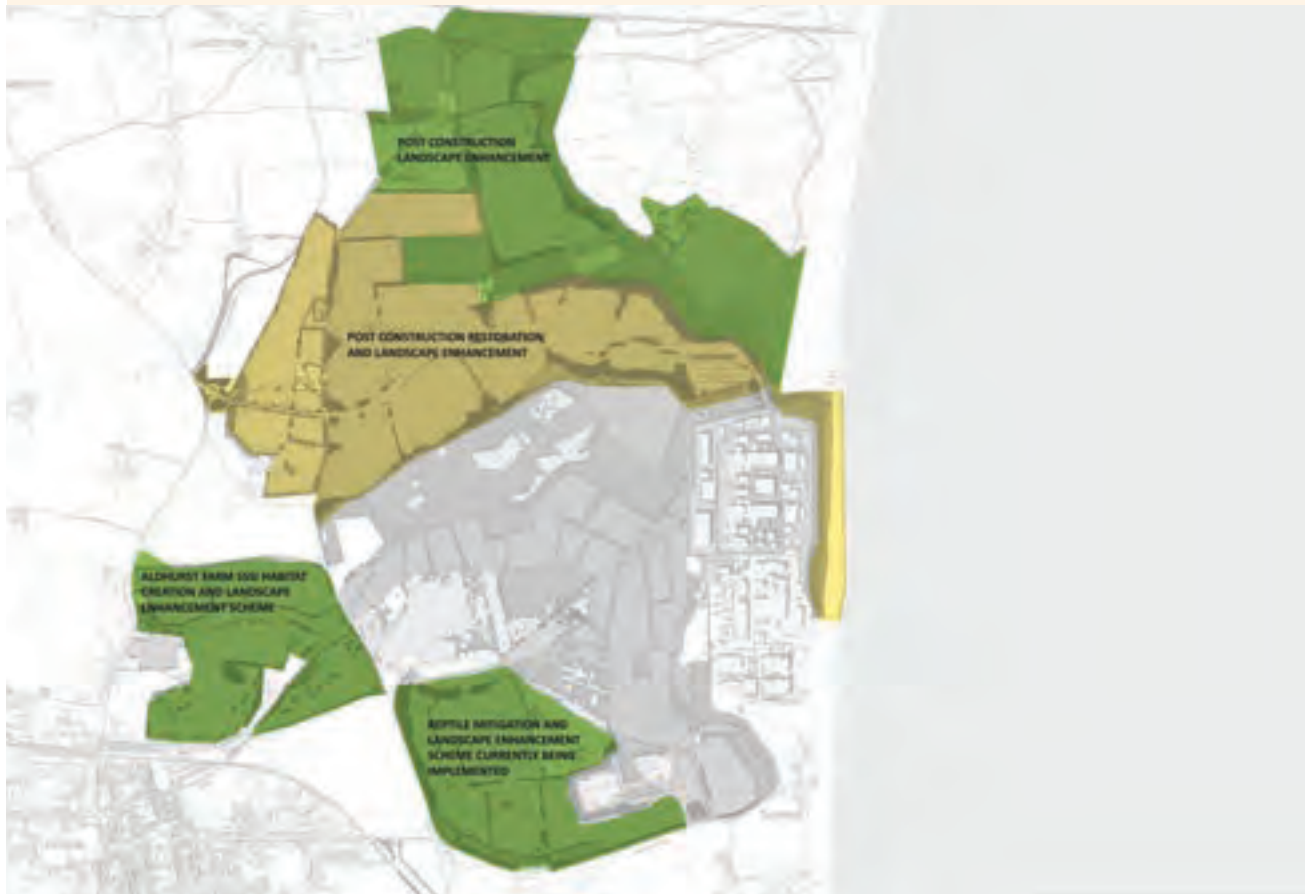 POST CONSTRUCTION
LANDSCAPE ENHANCEMENT
POST CONSTRUCTION RESTORATION
AND LANDSCAPE ENHANCEMENT
ALDHURST FARM SSSI HABITAT
CREATION AND LANDSCAPE
ENHANCEMENT SCHEME
REPTILE MITIGATION AND
LANDSCAPE ENHANCEMENT
SCHEME CURRENTLY BEING
IMPLEMENTED